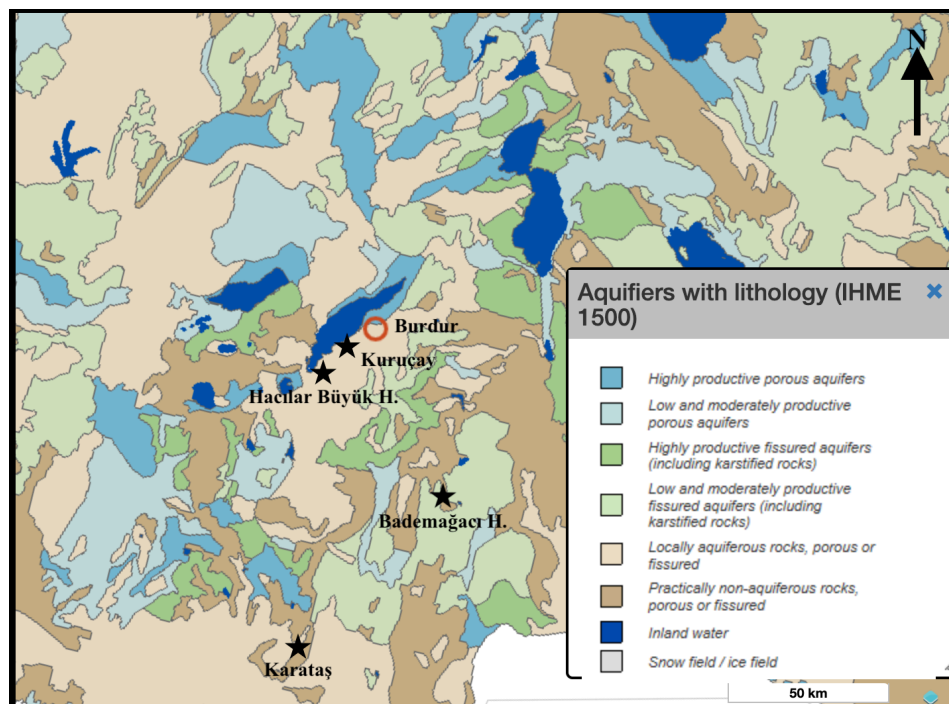 N
Burdur
Kuruçay
Hacılar Büyük H.
Bademağacı H.
Karataş
Aquifiers with lithology (IHME
1500)
Highly productive porous aquifers
Low and moderately productive
porous aquifers
Highly productive fissured aquifers
(including karstified rocks)
Low and moderately productive
fissured aquifers (including
karstified rocks)
Locally aquiferous rocks, porous or
fissured
Practically non-aquiferous rocks,
porous or fissured
Inland water
Snow field / ice field
50 km